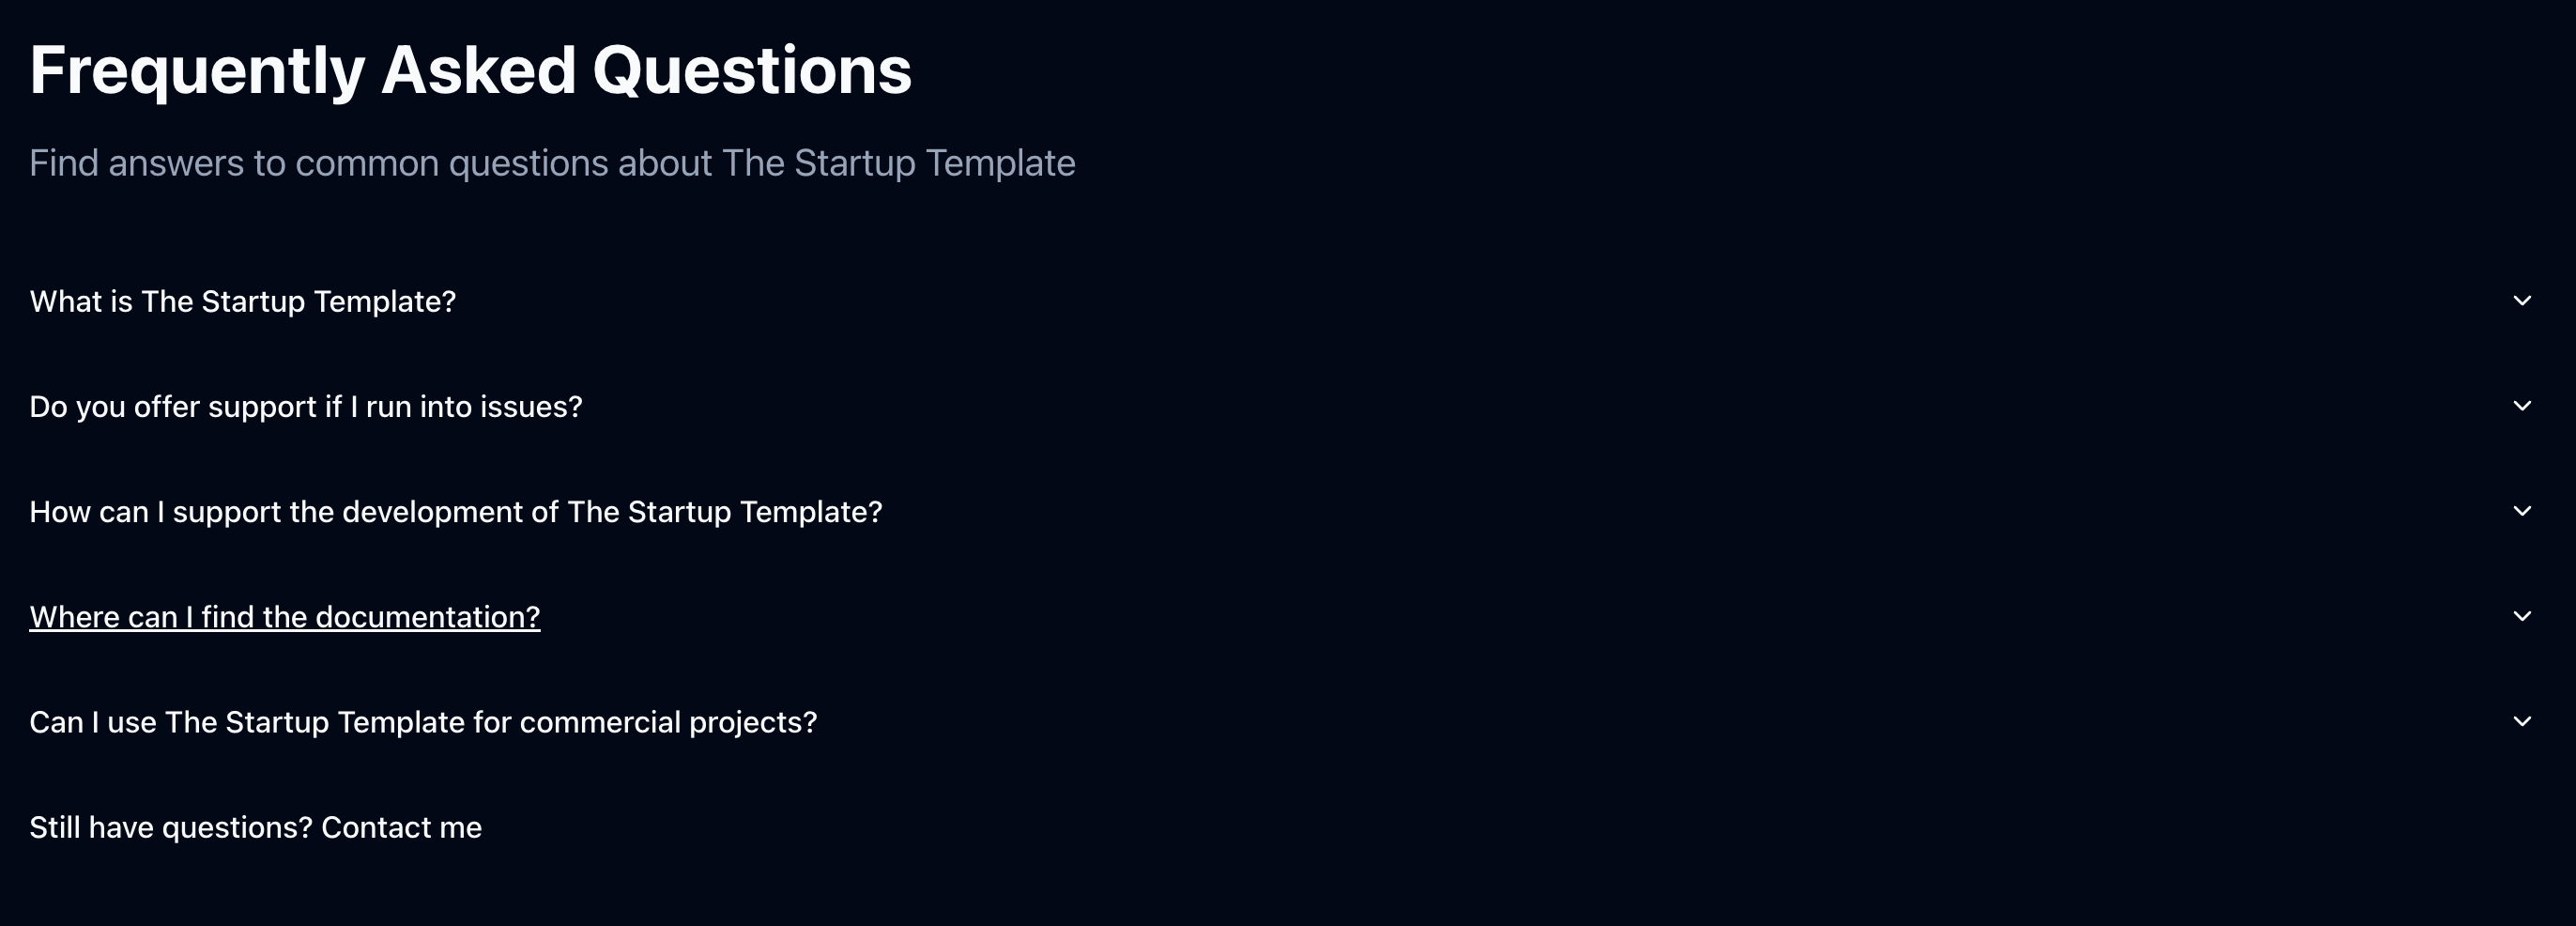 Frequently Asked Questions
Find answers to common questions about The Startup Template
What is The Startup Template?
Do you offer support if I run into issues?
How can I support the development of The Startup Template?
Where can I find the documentation?
Can I use The Startup Template for commercial projects?
Still have questions? Contact me